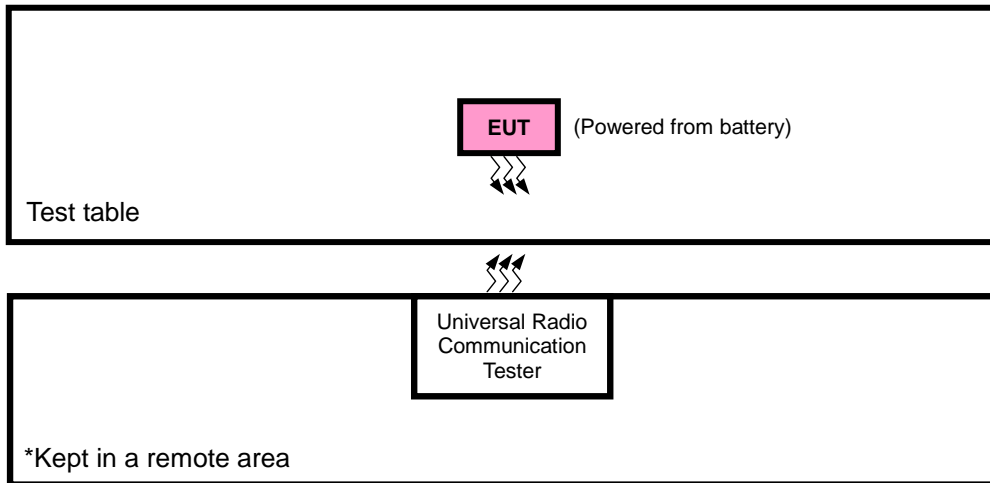 EUT
(Powered from battery)
Test table
Universal Radio
Communication
Tester
*Kept in a remote area